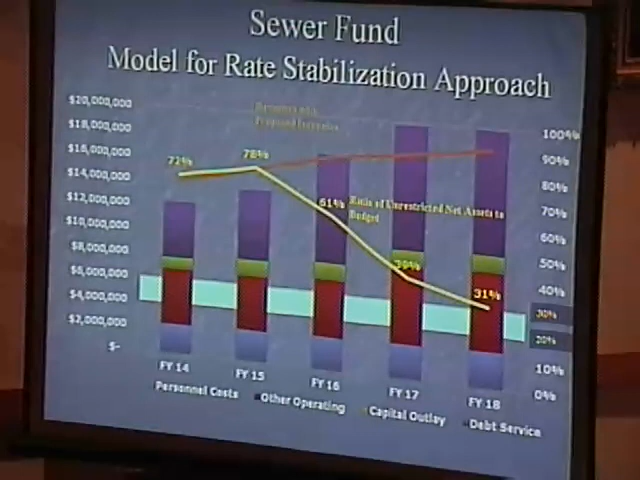 Sewer Fund
Model for Rate Stabilization Approach
$20,000,000
$18,000,000
$16,000,000
$14,000,000
$12,000,000
$10,000,000
$8,000,000
$6,000,000
$4,000,000
$2,000,000
$-
100%
90%
80%
70%
60%
50%
40%
30%
20%
10%
0%
72%
78%
61%
39%
31%
Ratio of Unrestricted Net Assets to
Budget
FY 14
FY 15
FY 16
FY 17
FY 18
Personnel Costs
Other Operating
Capital Outlay
Debt Service